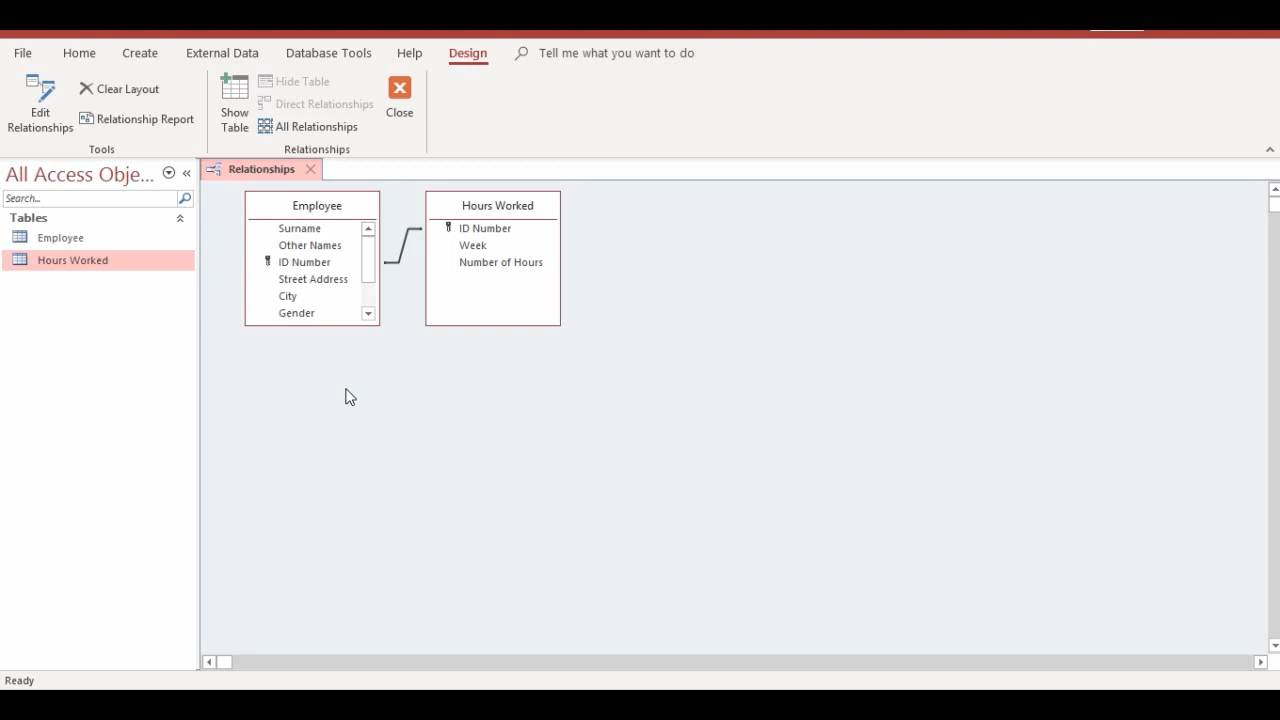 File Home Create External Data Database Tools Help Design Tell me what you want to do
Edit Relationships
Clear Layout
Relationship Report
Tools
Show Table
Hide Table
Direct Relationships
All Relationships
Close
Relationships
All Access Obje...
Search...
Tables
Employee
Hours Worked
Relationships
Employee
Surname
Other Names
ID Number
Street Address
City
Gender
Hours Worked
ID Number
Week
Number of Hours
Ready